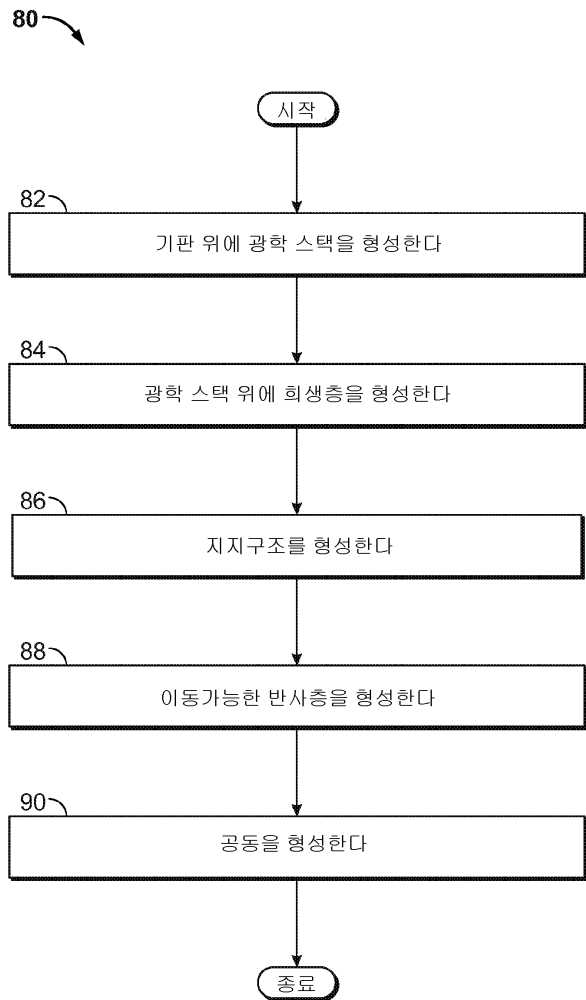 80
시작
82
기판 위에 광학 스택을 형성한다
84
광학 스택 위에 희생층을 형성한다
86
지지구조를 형성한다
88
이동가능한 반사층을 형성한다
90
공동을 형성한다
종료